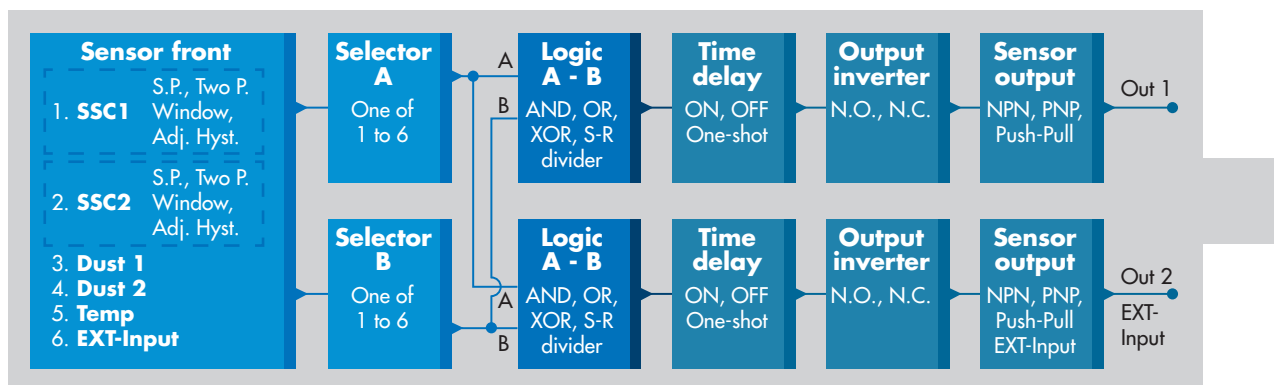 Sensor front
1. SSC1
S.P., Two P.
Window,
Adj. Hyst.
2. SSC2
S.P., Two P.
Window,
Adj. Hyst.
3. Dust 1
4. Dust 2
5. Temp
6. EXT-Input
Selector
A
One of
1 to 6
A
B
Logic
A - B
AND, OR,
XOR, S-R
divider
Time
delay
ON, OFF
One-shot
Output
inverter
N.O., N.C.
Sensor
output
NPN, PNP,
Push-Pull
Out 1
Selector
B
One of
1 to 6
A
B
Logic
A - B
AND, OR,
XOR, S-R
divider
Time
delay
ON, OFF
One-shot
Output
inverter
N.O., N.C.
Sensor
output
NPN, PNP,
Push-Pull
EXT-Input
Out 2
EXT-
Input